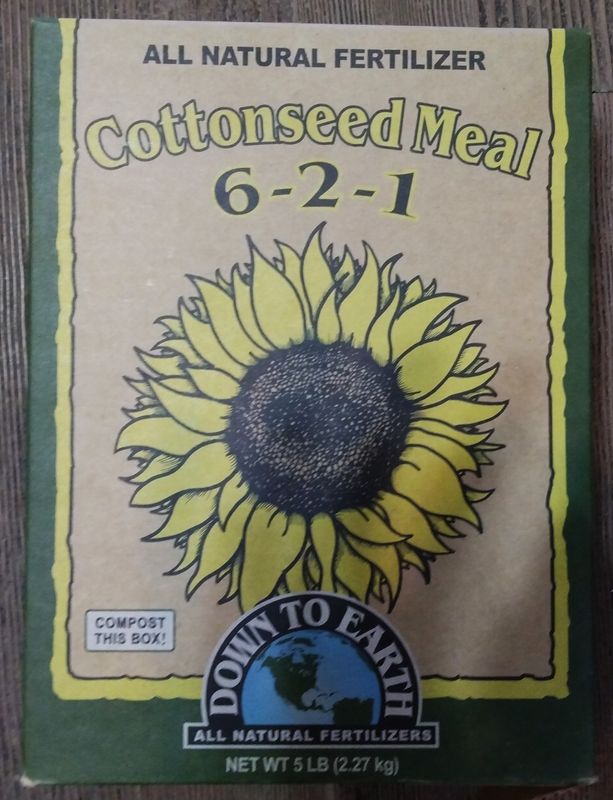 ALL NATURAL FERTILIZER
Cottonseed Meal
6-2-1
COMPOST
THIS BOX!
DOWN TO EARTH
ALL NATURAL FERTILIZERS
NET WT 5 LB (2.27 kg)